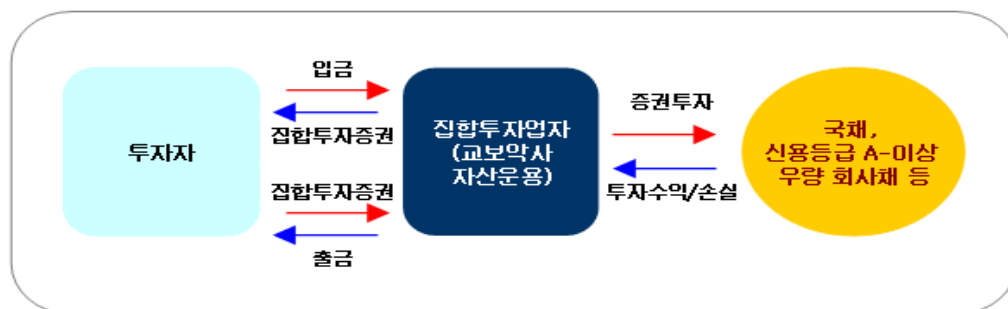 입금
집합투자증권
투자자
집합투자증권
출금
집합투자업자
(교보악사
자산운용)
증권투자
투자수익/손실
국채,
신용등급 A-이상
우량 회사채 등